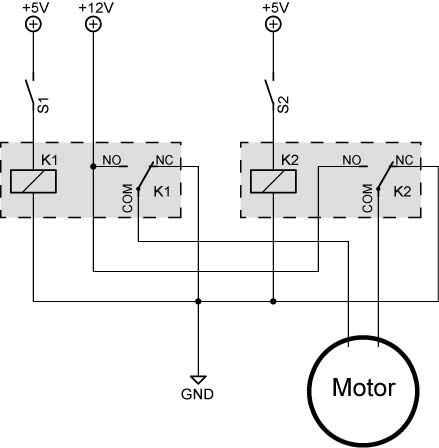 +5V
+12V
+5V
S1
S2
K1
NO
NC
COM
K1
K2
NO
NC
COM
K2
GND
Motor